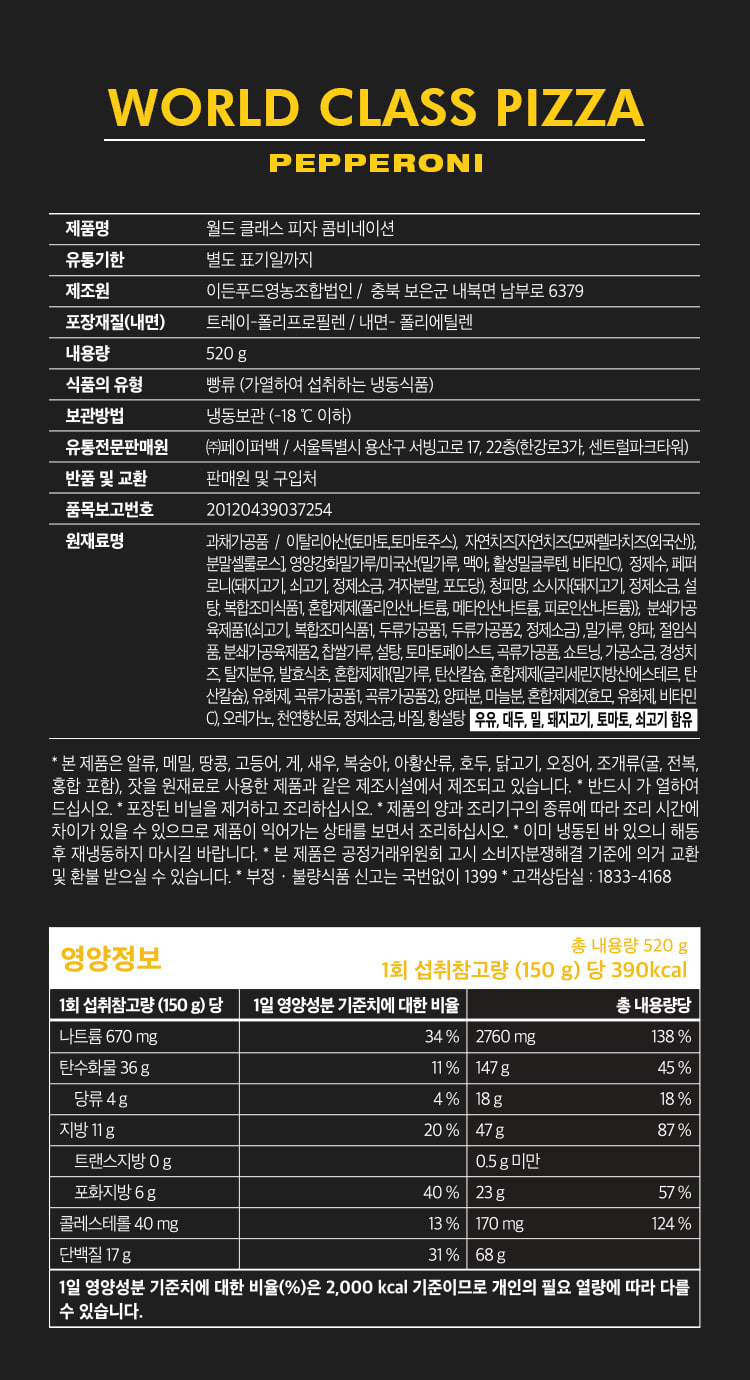 WORLD CLASS PIZZA
PEPPERONI
제품명 월드 클래스 피자 콤비네이션
유통기한 별도 표기일까지
제조원 이든푸드영농조합법인 / 충북 보은군 내북면 남부로 6379
포장재질(내면) 트레이-폴리프로필렌 / 내면- 폴리에틸렌
내용량 520 g
식품의 유형 빵류 (가열하여 섭취하는 냉동식품)
보관방법 냉동보관 (-18 ℃ 이하)
유통전문판매원 ㈜페이퍼백 / 서울특별시 용산구 서빙고로 17, 22층(한강로3가, 센트럴파크타워)
반품 및 교환 판매원 및 구입처
품목보고번호 20120439037254
원재료명 과채가공품 / 이탈리아산(토마토,토마토주스), 자연치즈[자연치즈{모짜렐라치즈(외국산)},
분말셀룰로스], 영양강화밀가루/미국산(밀가루, 맥아, 활성밀글루텐, 비타민C), 정제수, 페퍼
로니(돼지고기, 쇠고기, 정제소금, 겨자분말, 포도당), 청피망, 소시지{돼지고기, 정제소금, 설
탕, 복합조미식품1, 혼합제제(폴리인산나트륨, 메타인산나트륨, 피로인산나트륨)}, 분쇄가공
육제품1(쇠고기, 복합조미식품1, 두류가공품1, 두류가공품2, 정제소금) ,밀가루, 양파, 절임식
품, 분쇄가공육제품2, 찹쌀가루, 설탕, 토마토페이스트, 곡류가공품, 쇼트닝, 가공소금, 경성치
즈, 탈지분유, 발효식초, 혼합제제1{밀가루, 탄산칼슘, 혼합제제(글리세린지방산에스테르, 탄
산칼슘), 유화제, 곡류가공품1, 곡류가공품2}, 양파분, 마늘분, 혼합제제2(효모, 유화제, 비타민
C), 오레가노, 천연향신료, 정제소금, 바질, 황설탕 우유, 대두, 밀, 돼지고기, 토마토, 쇠고기 함유
* 본 제품은 알류, 메밀, 땅콩, 고등어, 게, 새우, 복숭아, 아황산류, 호두, 닭고기, 오징어, 조개류(굴, 전복,
홍합 포함), 잣을 원재료로 사용한 제품과 같은 제조시설에서 제조되고 있습니다. * 반드시 가 열하여
드십시오. * 포장된 비닐을 제거하고 조리하십시오. * 제품의 양과 조리기구의 종류에 따라 조리 시간에
차이가 있을 수 있으므로 제품이 익어가는 상태를 보면서 조리하십시오. * 이미 냉동된 바 있으니 해동
후 재냉동하지 마시길 바랍니다. * 본 제품은 공정거래위원회 고시 소비자분쟁해결 기준에 의거 교환
및 환불 받으실 수 있습니다. * 부정 · 불량식품 신고는 국번없이 1399 * 고객상담실 : 1833-4168
영양정보
총 내용량 520 g
1회 섭취참고량 (150 g) 당 390kcal
1회 섭취참고량 (150 g) 당 1일 영양성분 기준치에 대한 비율 총 내용량당
나트륨 670 mg 34 % 2760 mg 138 %
탄수화물 36 g 11 % 147 g 45 %
당류 4 g 4 % 18 g 18 %
지방 11 g 20 % 47 g 87 %
트랜스지방 0 g 0.5 g 미만
포화지방 6 g 40 % 23 g 57 %
콜레스테롤 40 mg 13 % 170 mg 124 %
단백질 17 g 31 % 68 g
1일 영양성분 기준치에 대한 비율(%)은 2,000 kcal 기준이므로 개인의 필요 열량에 따라 다를
수 있습니다.